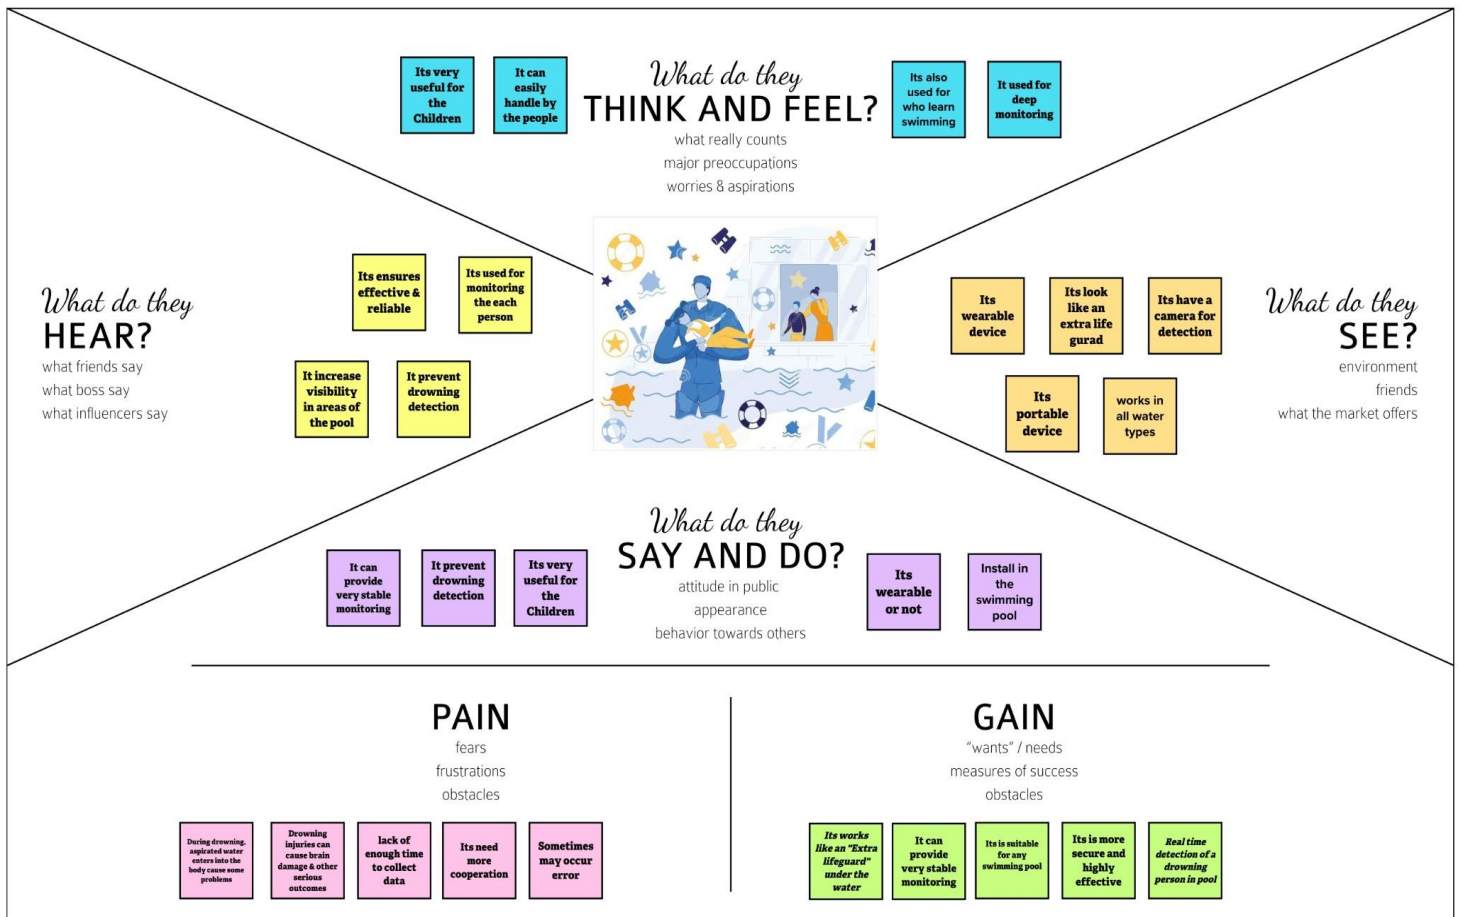 Its very
useful for
the
Children
It can
easily
handle by
the people
What do they
THINK AND FEEL?
what really counts
major preoccupations
worries & aspirations
Its also
used for
who learn
swimming
It used for
deep
monitoring
What do they
HEAR?
what friends say
what boss say
what influencers say
Its ensures
effective &
reliable
Its used for
monitoring
the each
person
It increase
visibility
in areas of
the pool
It prevent
drowning
detection
Its
wearable
device
Its look
like an
extra life
gurad
Its have a
camera for
detection
Its
portable
device
works in
all water
types
What do they
SEE?
environment
friends
what the market offers
It can
provide
very stable
monitoring
It prevent
drowning
detection
Its very
useful for
the
Children
What do they
SAY AND DO?
attitude in public
appearance
behavior towards others
Its
wearable
or not
Install in
the
swimming
pool
PAIN
fears
frustrations
obstacles
During drowning,
aspirated water
enters into the
body cause some
problems
Drowning
injuries can
cause brain
damage & other
serious
outcomes
lack of
enough time
to collect
data
Its need
more
cooperation
Sometimes
may occur
error
GAIN
"wants" / needs
measures of success
obstacles
Its works
like an "Extra
lifeguard"
under the
water
It can
provide
very stable
monitoring
Its is suitable
for any
swimming pool
Its is more
secure and
highly
effective
Real time
detection of a
drowning
person in pool